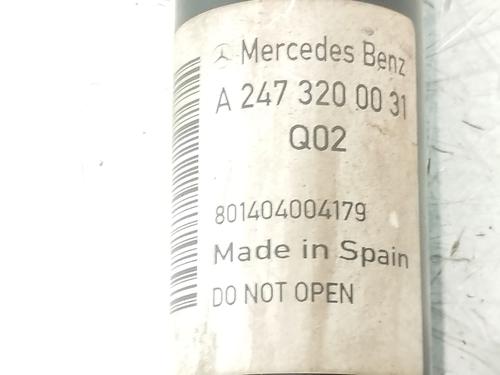 Mercedes Benz
A 247 320 00 31
Q02
801404004179
Made in Spain
DO NOT OPEN